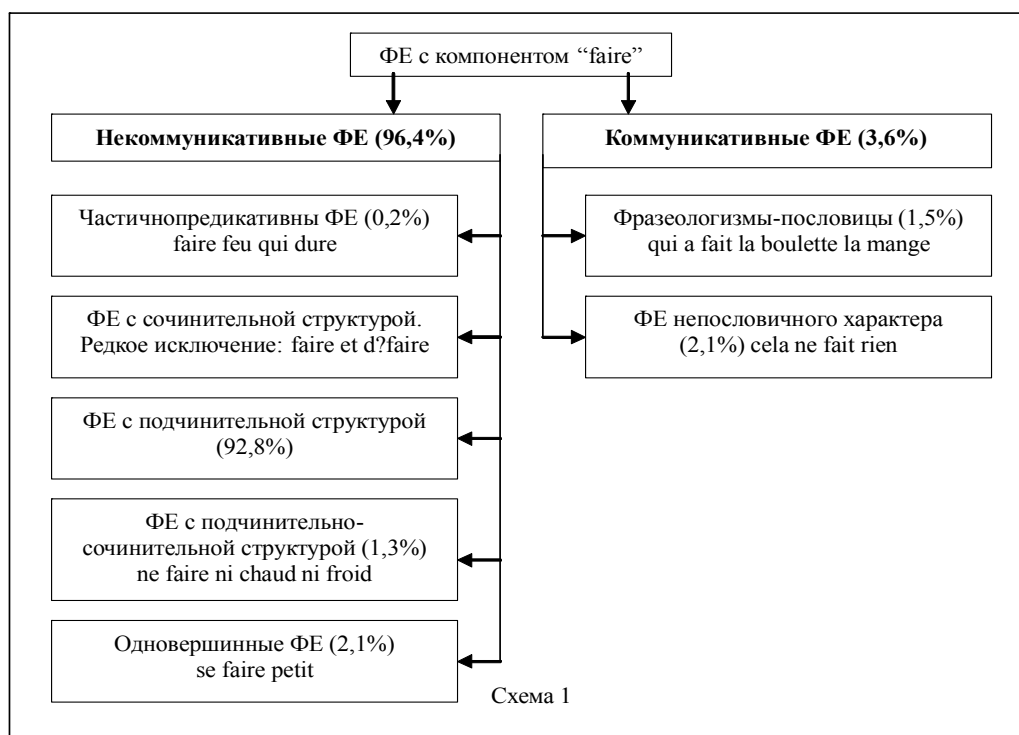 ФЕ с компонентом “faire”
Некоммуникативные ФЕ (96,4%)
Коммуникативные ФЕ (3,6%)
Частичнопредикативны ФЕ (0,2%)
faire feu qui dure
ФЕ с сочинительной структурой.
Редкое исключение: faire et d?faire
ФЕ с подчинительной структурой
(92,8%)
ФЕ с подчинительно-
сочинительной структурой (1,3%)
ne faire ni chaud ni froid
Одновершинные ФЕ (2,1%)
se faire petit
Фразеологизмы-пословицы (1,5%)
qui a fait la boulette la mange
ФЕ непословичного характера
(2,1%) cela ne fait rien
Схема 1